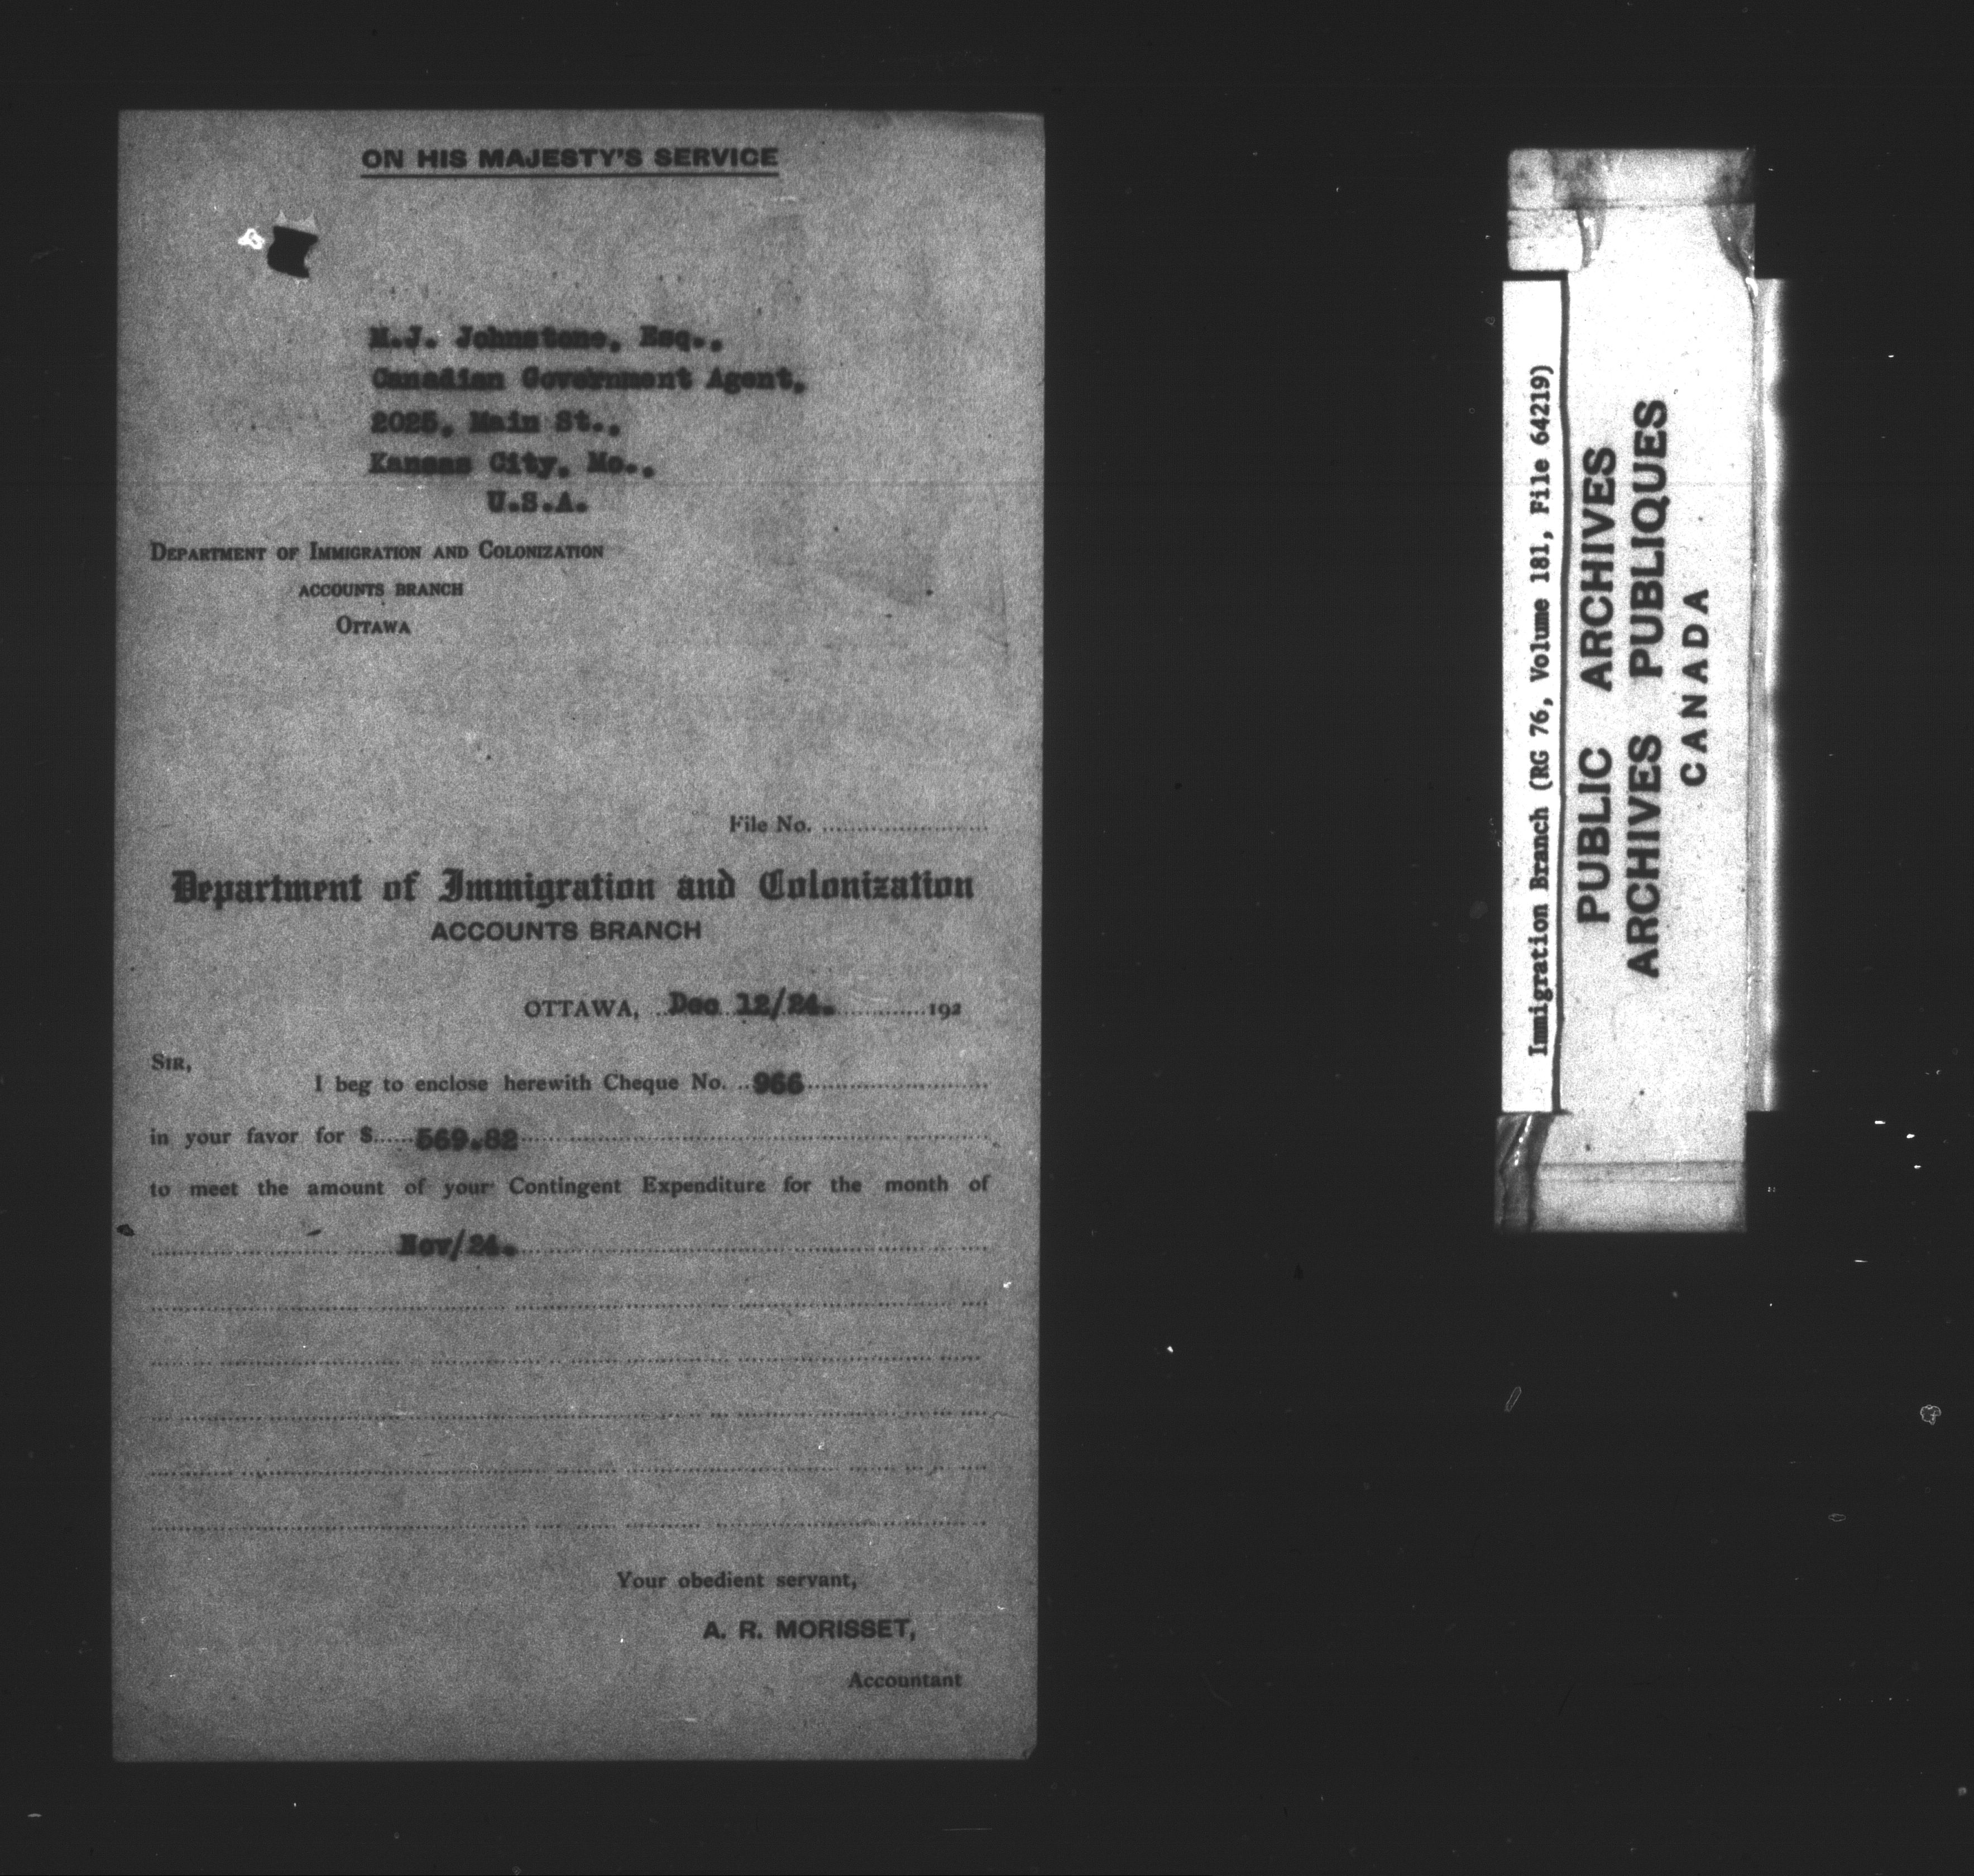 ON HIS MAJESTY'S SERVICE
M.J. Johnstone, Esq.,
Canadian Government Agent,
2025, Main St.,
Kansas City, Mo.,
U.S.A.
DEPARTMENT OF IMMIGRATION AND COLONIZATION
ACCOUNTS BRANCH
OTTAWA
File No.
Department of Immigration and Colonization
ACCOUNTS BRANCH
OTTAWA, Dec 12/24. 192
SIR,
I beg to enclose herewith Cheque No. 966
in your favor for $ 569.82
to meet the amount of your Contingent Expenditure for the month of
Nov/24.
Your obedient servant,
A. R. MORISSET,
Accountant
Immigration Branch (RG 76, Volume 181, File 64219)
PUBLIC ARCHIVES
ARCHIVES PUBLIQUES
CANADA